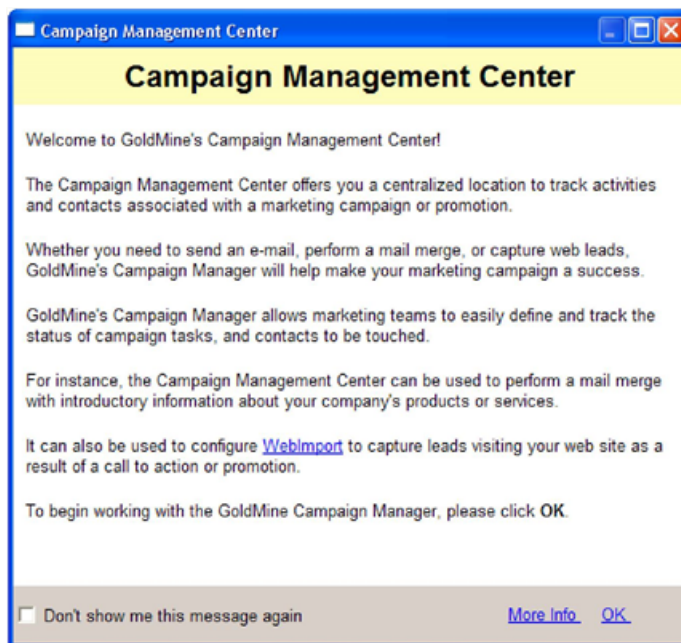 Campaign Management Center
Campaign Management Center
Welcome to GoldMine's Campaign Management Center!
The Campaign Management Center offers you a centralized location to track activities
and contacts associated with a marketing campaign or promotion.
Whether you need to send an e-mail, perform a mail merge, or capture web leads,
GoldMine's Campaign Manager will help make your marketing campaign a success.
GoldMine's Campaign Manager allows marketing teams to easily define and track the
status of campaign tasks, and contacts to be touched.
For instance, the Campaign Management Center can be used to perform a mail merge
with introductory information about your company's products or services.
It can also be used to configure WebImport to capture leads visiting your web site as a
result of a call to action or promotion.
To begin working with the GoldMine Campaign Manager, please click OK.
Don't show me this message again More Info OK